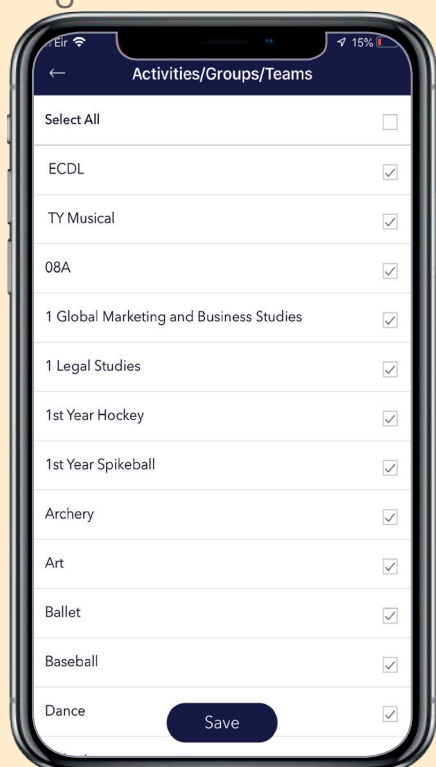 Eir 15%
← Activities/Groups/Teams
Select All
ECDL
TY Musical
08A
1 Global Marketing and Business Studies
1 Legal Studies
1st Year Hockey
1st Year Spikeball
Archery
Art
Ballet
Baseball
Dance
Save